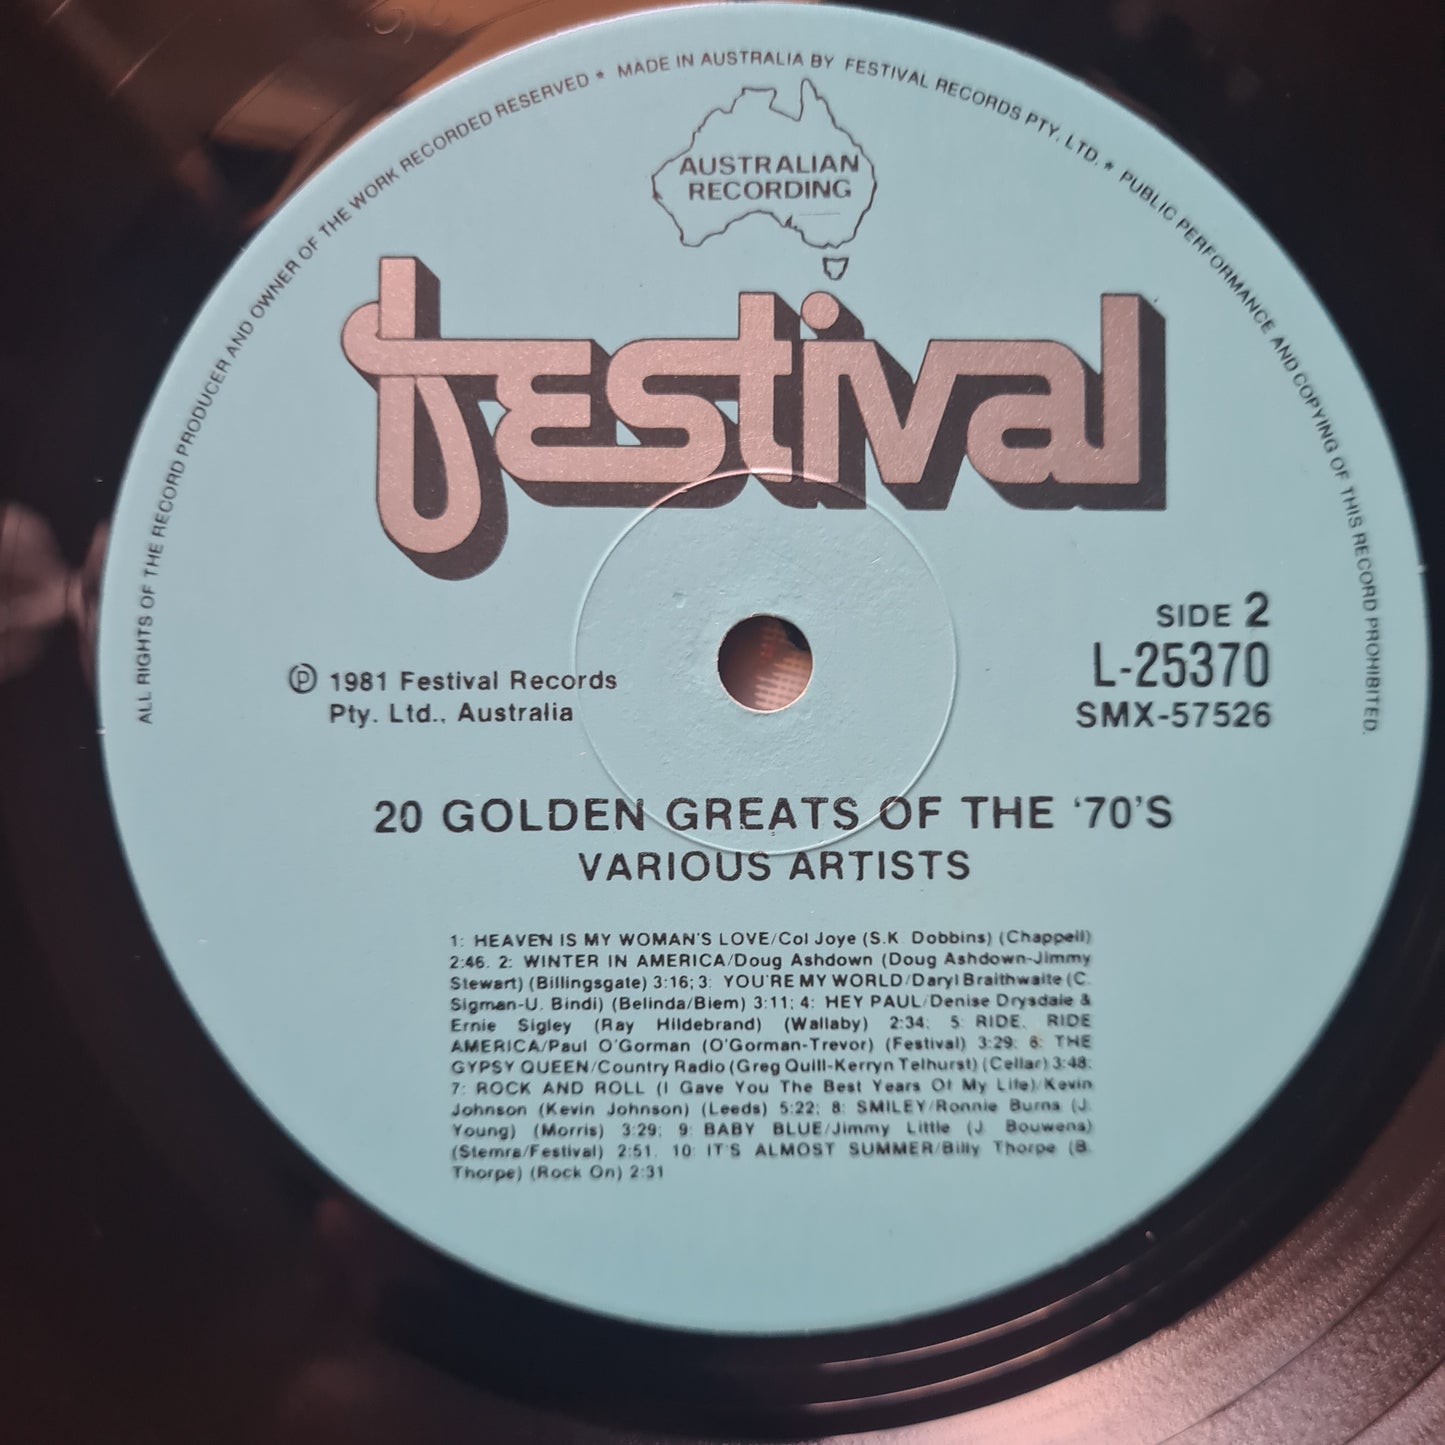 ALL RIGHTS OF THE RECORD PRODUCER AND OWNER OF THE WORK RECORDED RESERVED * MADE IN AUSTRALIA BY FESTIVAL RECORDS PTY. LTD. * PUBLIC PERFORMANCE AND COPYING OF THIS RECORD PROHIBITED.
AUSTRALIAN
RECORDING
festival
SIDE 2
L-25370
SMX-57526
℗ 1981 Festival Records
Pty. Ltd., Australia
20 GOLDEN GREATS OF THE '70'S
VARIOUS ARTISTS
1: HEAVEN IS MY WOMAN'S LOVE/Col Joye (S.K. Dobbins) (Chappell)
2:46. 2: WINTER IN AMERICA/Doug Ashdown (Doug Ashdown-Jimmy
Stewart) (Billingsgate) 3:16; 3: YOU'RE MY WORLD/Daryl Braithwaite (C.
Sigman-U. Bindi) (Belinda/Biem) 3:11; 4: HEY PAUL/Denise Drysdale &
Ernie Sigley (Ray Hildebrand) (Wallaby) 2:34; 5: RIDE, RIDE
AMERICA/Paul O'Gorman (O'Gorman-Trevor) (Festival) 3:29; 6: THE
GYPSY QUEEN/Country Radio (Greg Quill-Kerryn Telhurst) (Cellar) 3:48;
7: ROCK AND ROLL (I Gave You The Best Years Of My Life)/Kevin
Johnson (Kevin Johnson) (Leeds) 5:22; 8: SMILEY/Ronnie Burns (J.
Young) (Morris) 3:29; 9: BABY BLUE/Jimmy Little (J. Bouwens)
(Stemra/Festival) 2:51. 10: IT'S ALMOST SUMMER/Billy Thorpe (B.
Thorpe) (Rock On) 2:31